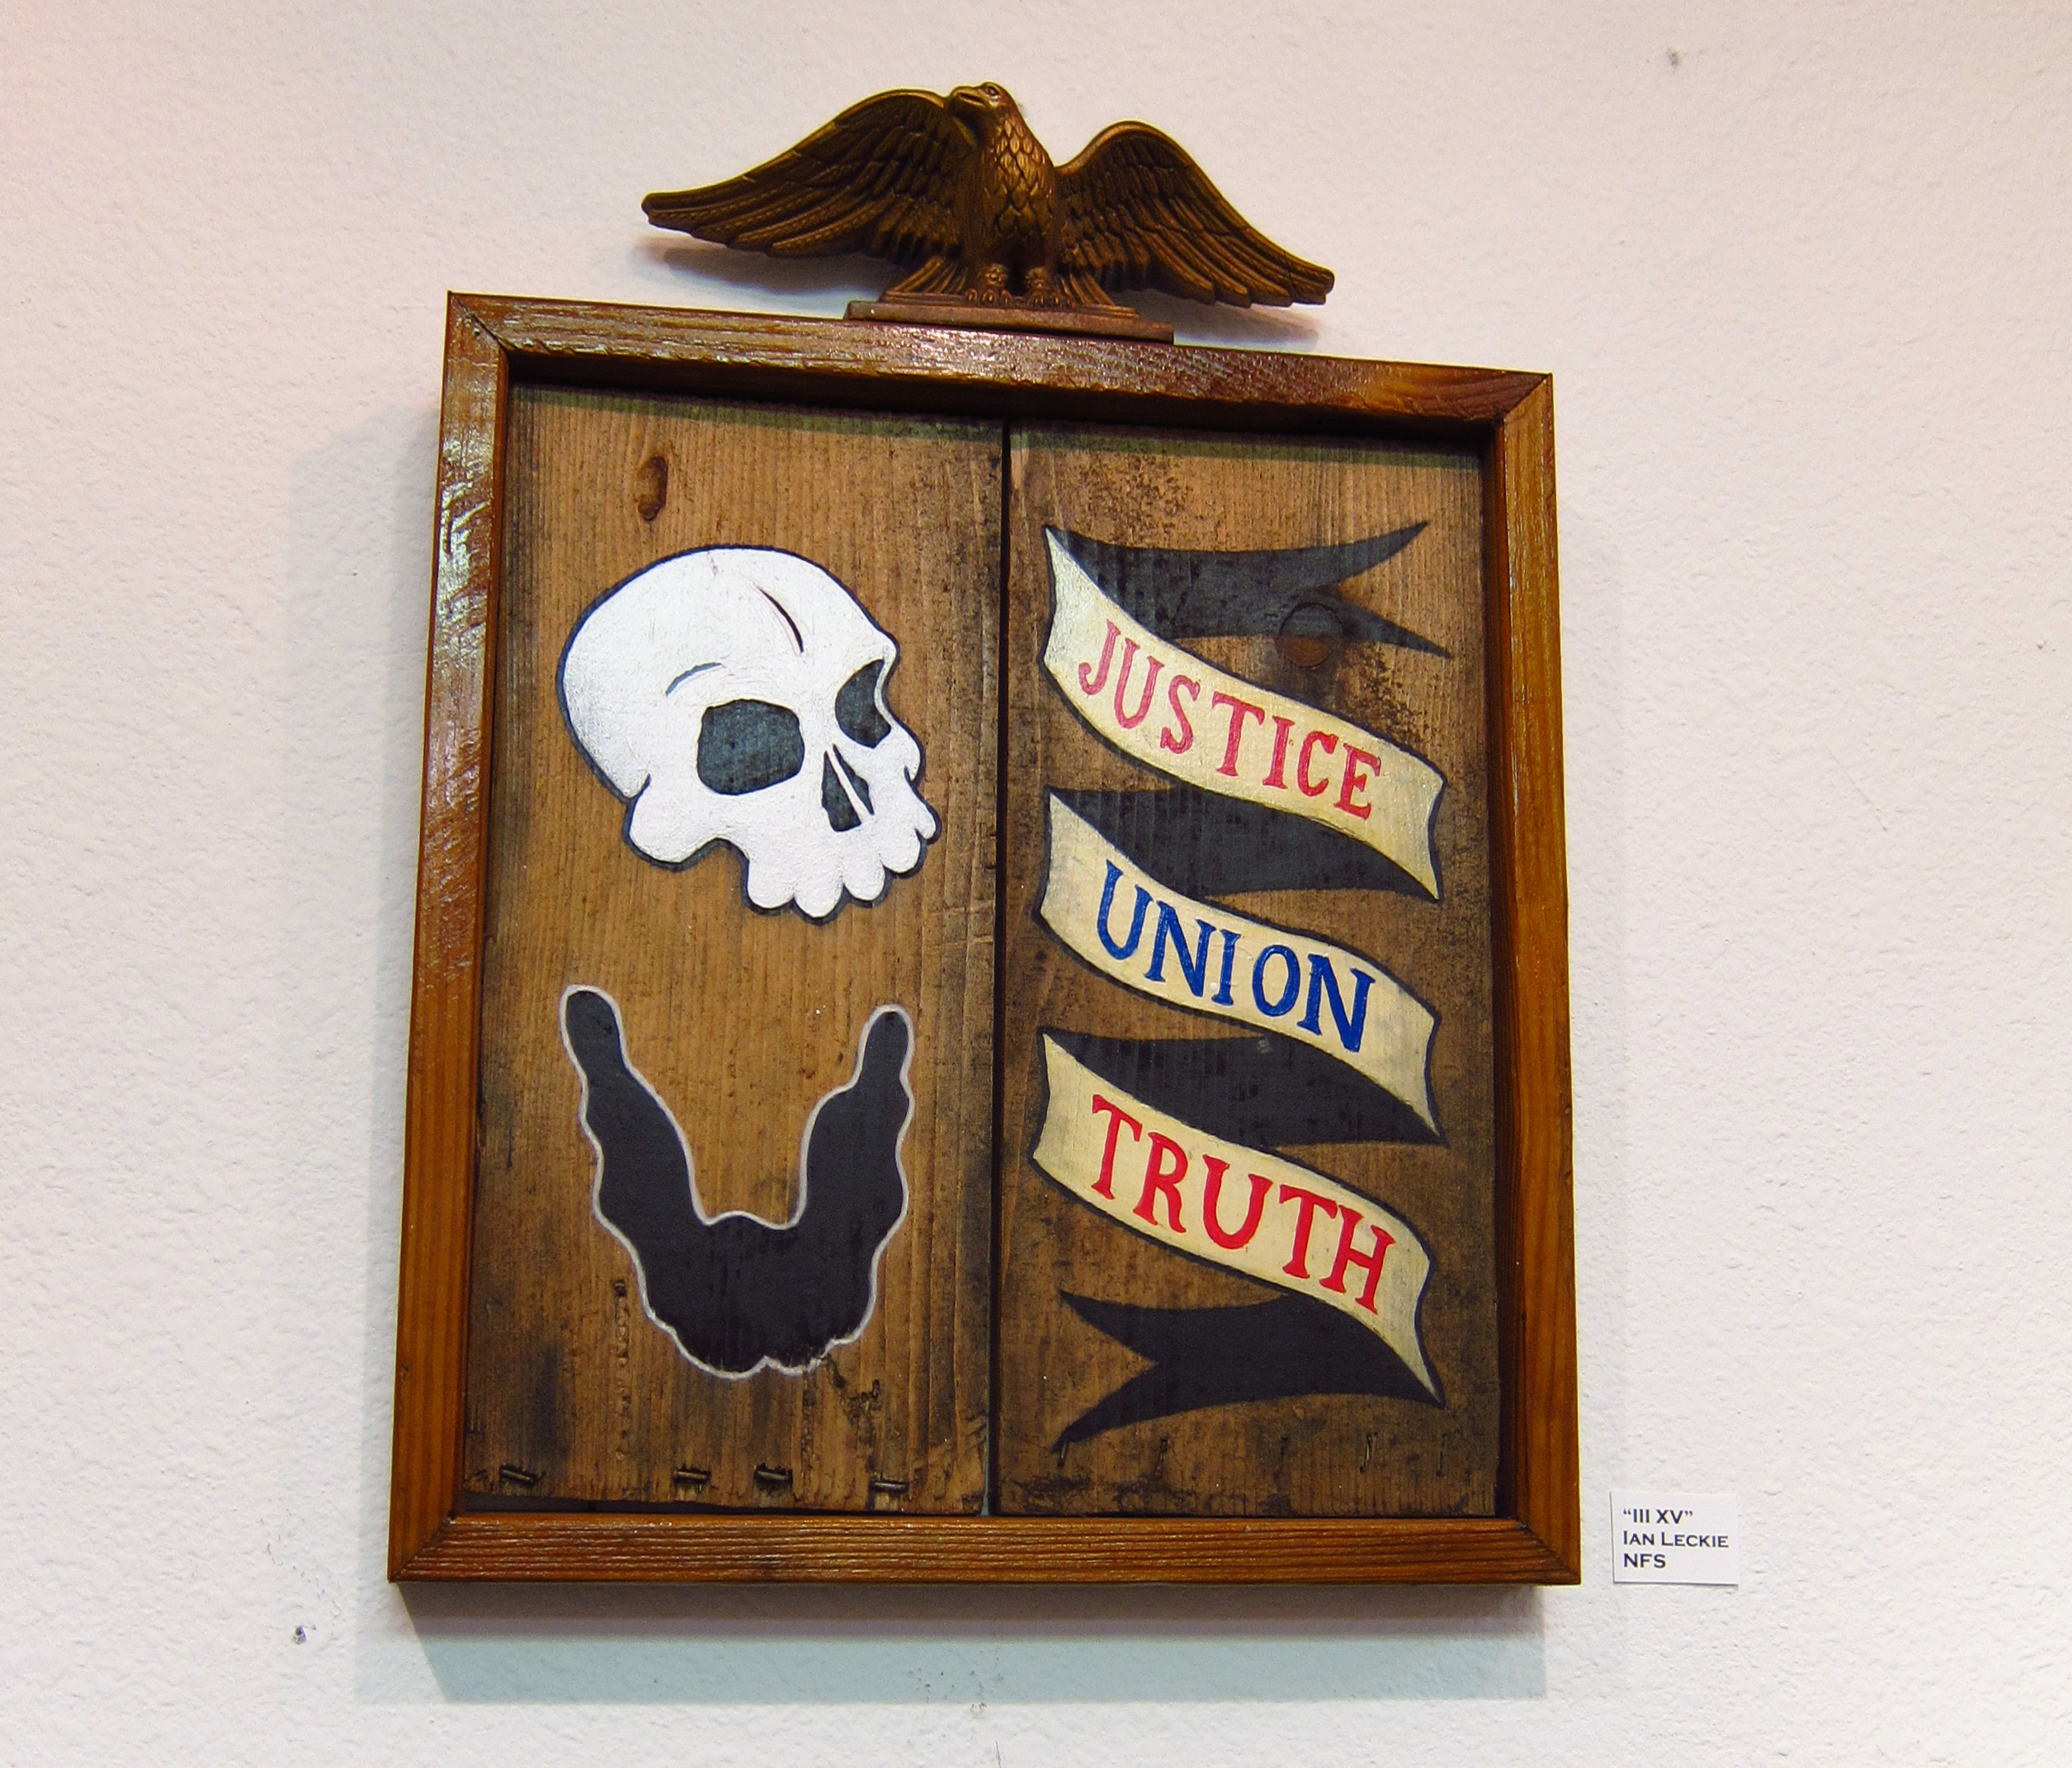 JUSTICE
UNION
TRUTH
"III XV"
IAN LECKIE
NFS